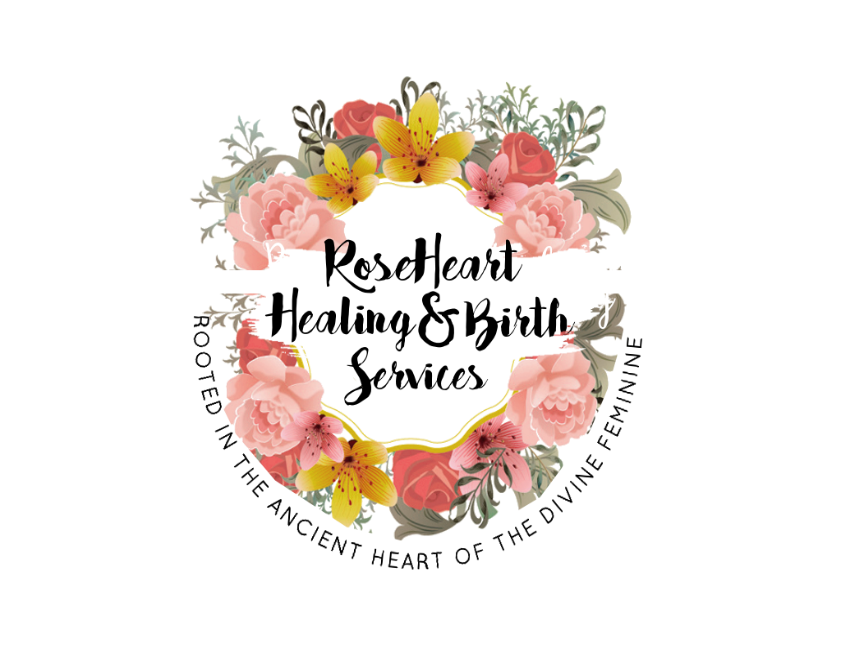 RoseHeart
Healing & Birth
Services
ROOTED IN THE ANCIENT HEART OF THE DIVINE FEMININE